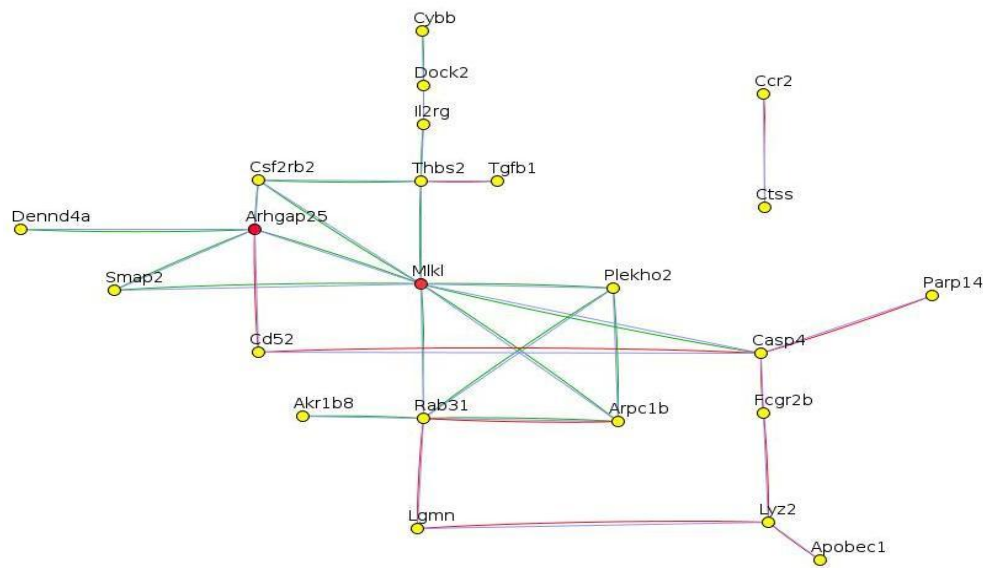 Cybb
Dock2
Ccr2
Il2rg
Csf2rb2
Thbs2
Tgfb1
Ctss
Dennd4a
Arhgap25
Smap2
Mlkl
Plekho2
Parp14
Cd52
Casp4
Akr1b8
Rab31
Arpc1b
Fcgr2b
Lgmn
Lyz2
Apobec1